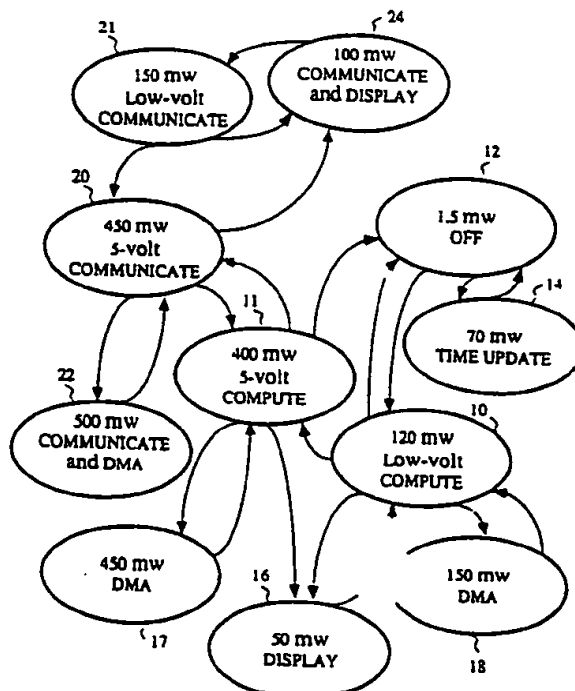 21
150 mw
Low-volt
COMMUNICATE
24
100 mw
COMMUNICATE
and DISPLAY
20
450 mw
5-volt
COMMUNICATE
12
1.5 mw
OFF
14
70 mw
TIME UPDATE
11
400 mw
5-volt
COMPUTE
22
500 mw
COMMUNICATE
and DMA
10
120 mw
Low-volt
COMPUTE
450 mw
DMA
17
16
50 mw
DISPLAY
150 mw
DMA
18